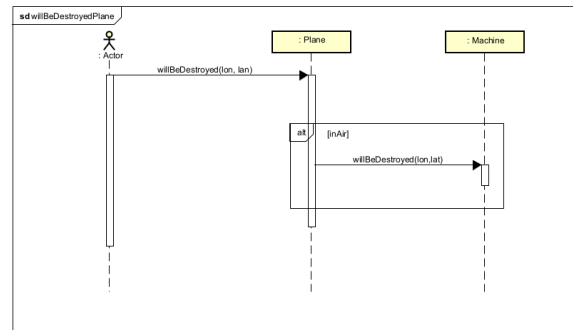 sd willBeDestroyedPlane
: Actor
: Plane
: Machine
willBeDestroyed(lon, lan)
alt
[inAir]
willBeDestroyed(lon,lat)